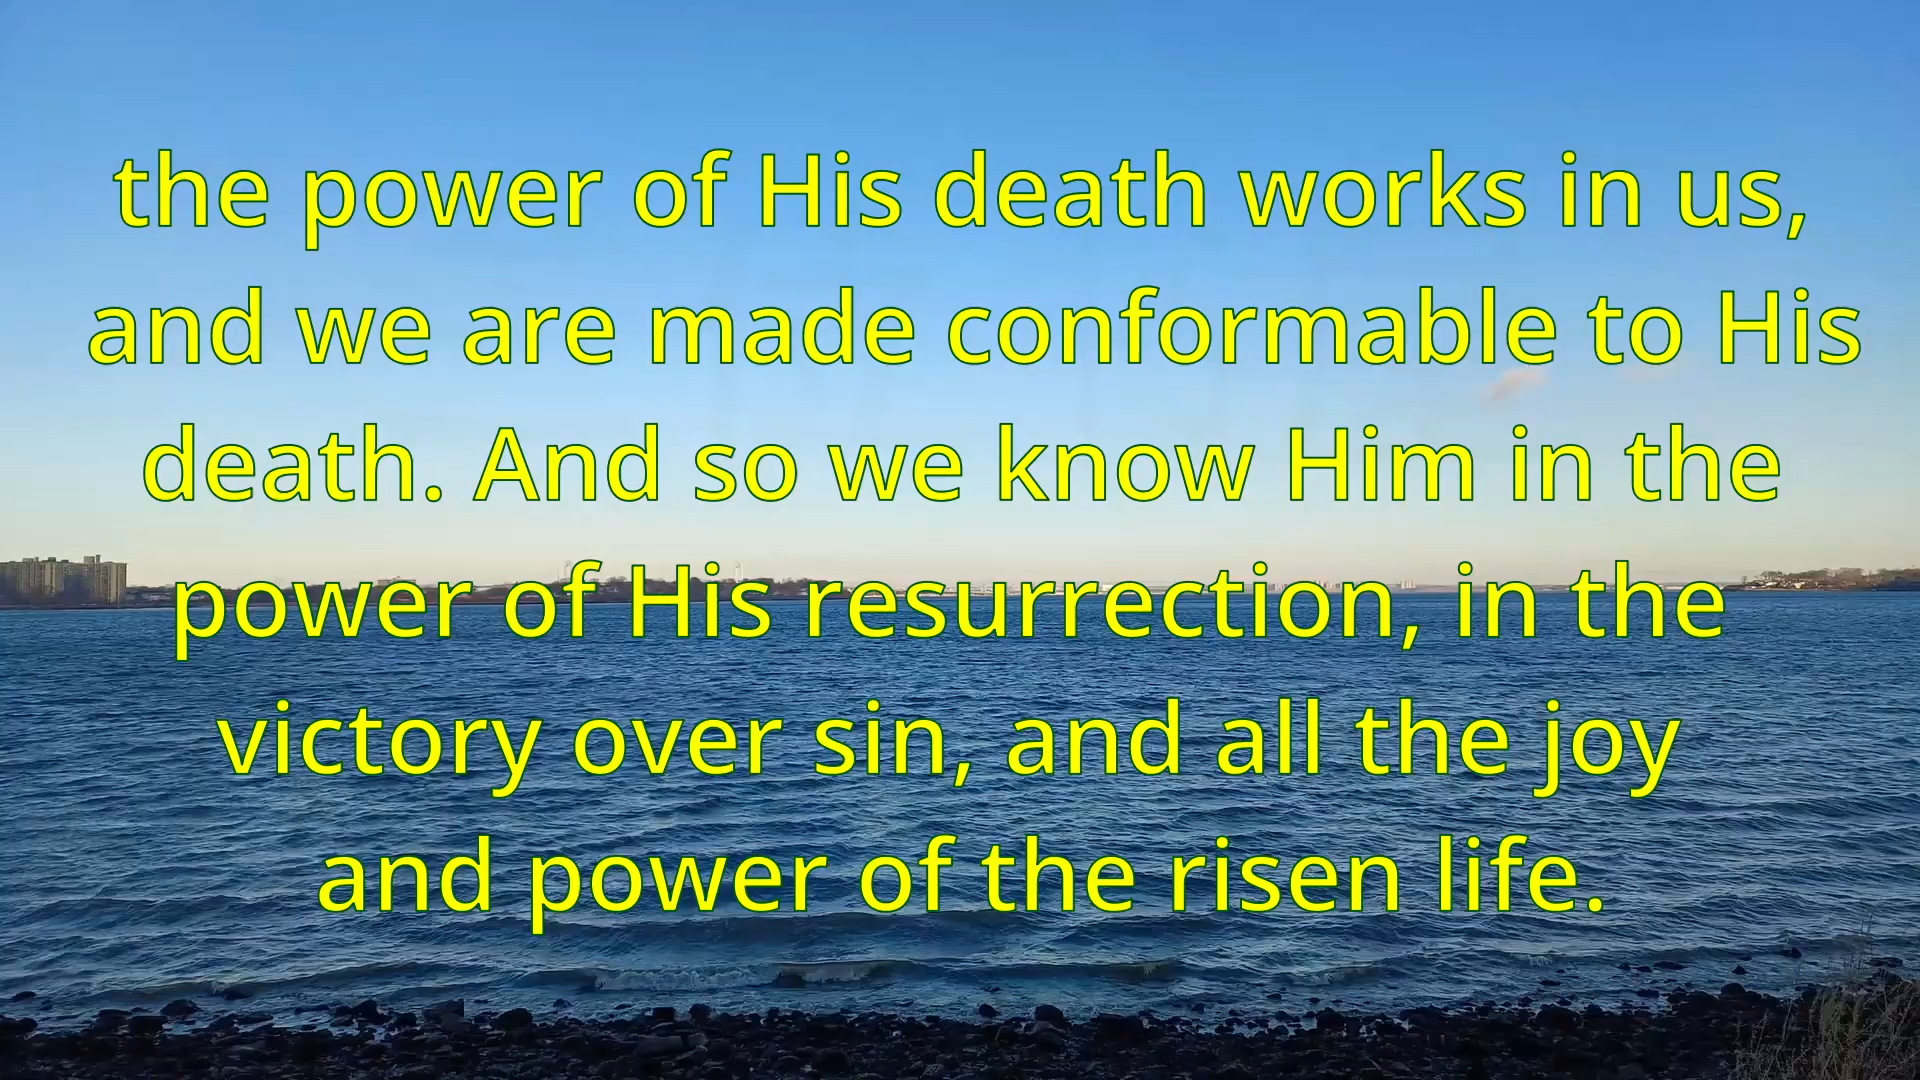 the power of His death works in us,
and we are made conformable to His
death. And so we know Him in the
power of His resurrection, in the
victory over sin, and all the joy
and power of the risen life.